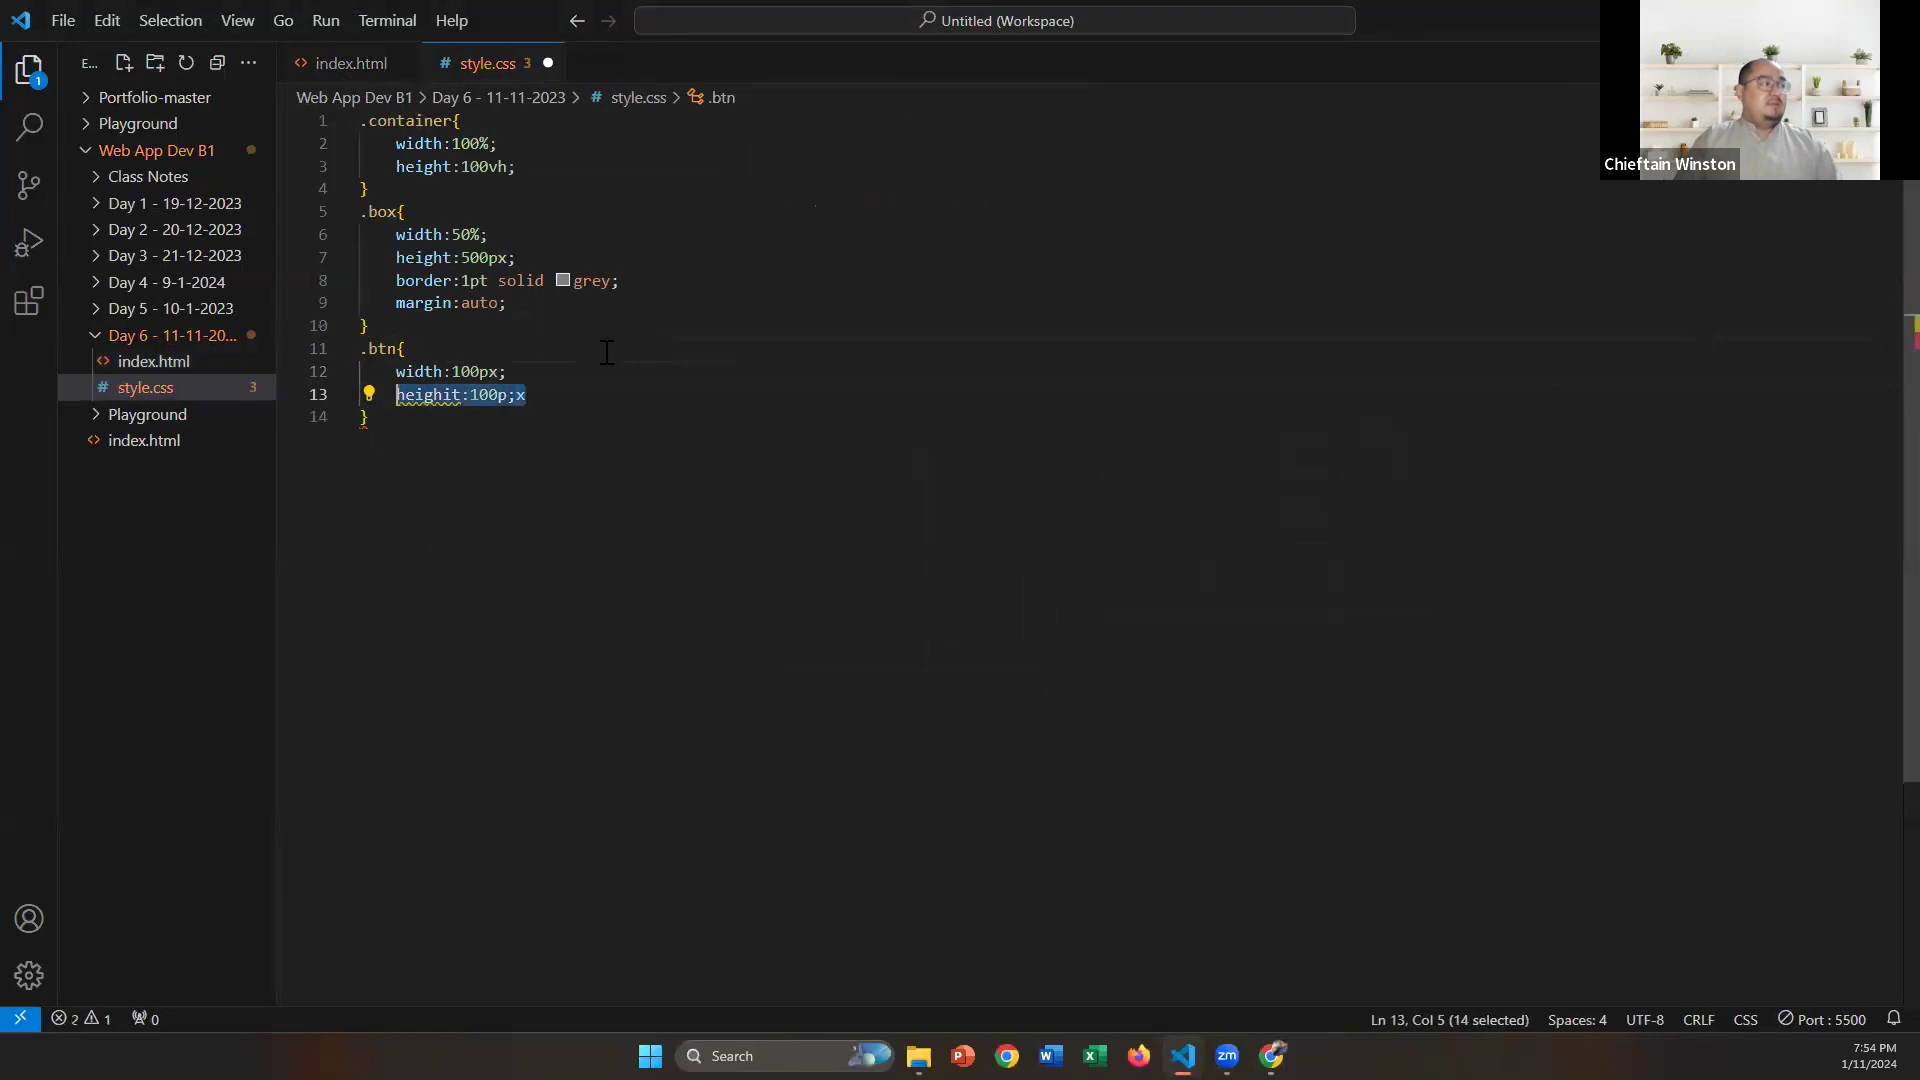 File Edit Selection View Go Run Terminal Help
Untitled (Workspace)
E...
index.html
# style.css 3
Web App Dev B1 > Day 6 - 11-11-2023 > # style.css > .btn
1
Portfolio-master
Playground
Web App Dev B1
Class Notes
Day 1 - 19-12-2023
Day 2 - 20-12-2023
Day 3 - 21-12-2023
Day 4 - 9-1-2024
Day 5 - 10-1-2023
Day 6 - 11-11-20...
index.html
# style.css 3
Playground
index.html
1 .container{
2 width:100%;
3 height:100vh;
4 }
5 .box{
6 width:50%;
7 height:500px;
8 border:1pt solid grey;
9 margin:auto;
10 }
11 .btn{
12 width:100px;
13 heighit:100p;x
14 }
Chieftain Winston
2 1 0
Ln 13, Col 5 (14 selected) Spaces: 4 UTF-8 CRLF CSS Port : 5500
Search
7:54 PM
1/11/2024